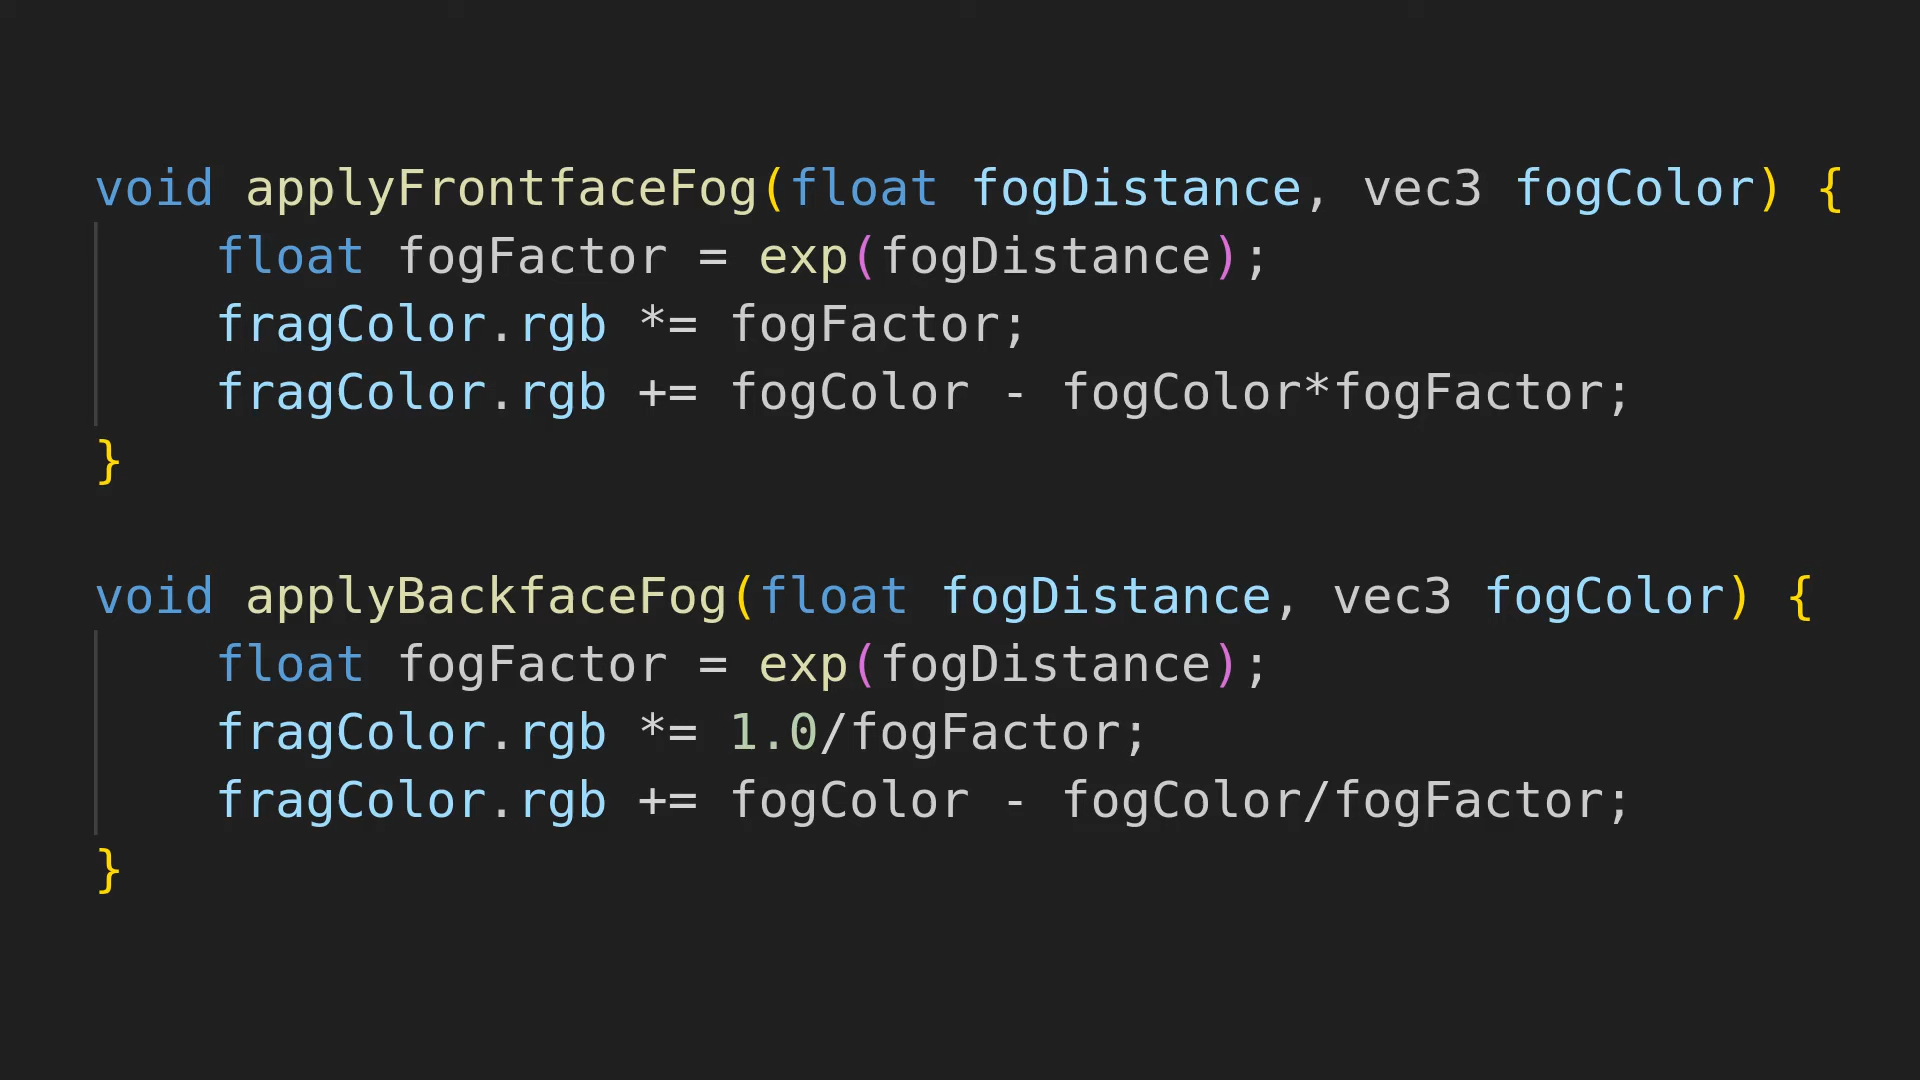 void applyFrontfaceFog(float fogDistance, vec3 fogColor) {
    float fogFactor = exp(fogDistance);
    fragColor.rgb *= fogFactor;
    fragColor.rgb += fogColor - fogColor*fogFactor;
}

void applyBackfaceFog(float fogDistance, vec3 fogColor) {
    float fogFactor = exp(fogDistance);
    fragColor.rgb *= 1.0/fogFactor;
    fragColor.rgb += fogColor - fogColor/fogFactor;
}